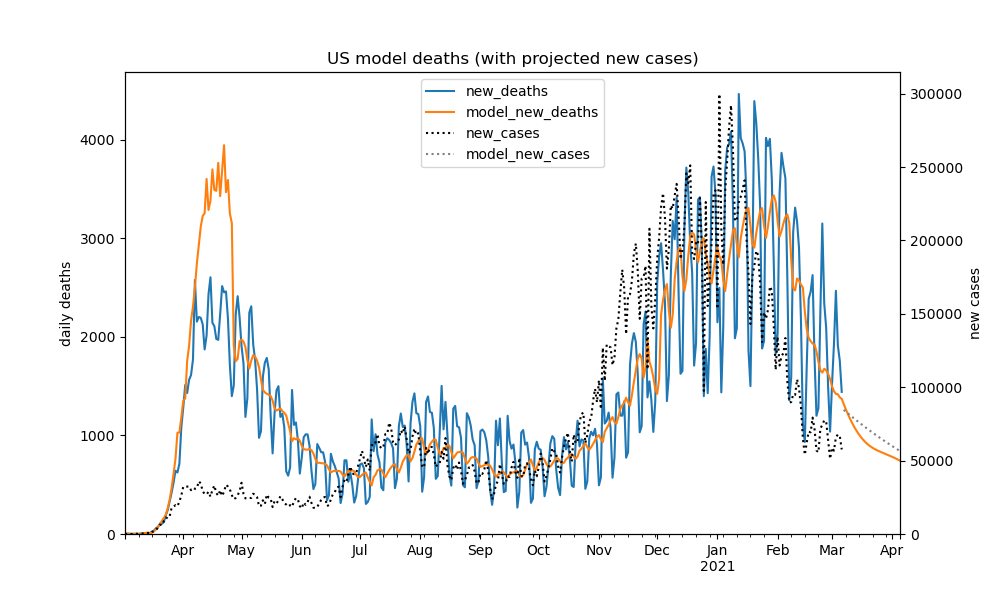 US model deaths (with projected new cases)
new_deaths
model_new_deaths
new_cases
model_new_cases
daily deaths
new cases
4000
3000
2000
1000
0
300000
250000
200000
150000
100000
50000
0
Apr May Jun Jul Aug Sep Oct Nov Dec Jan Feb Mar Apr
2021